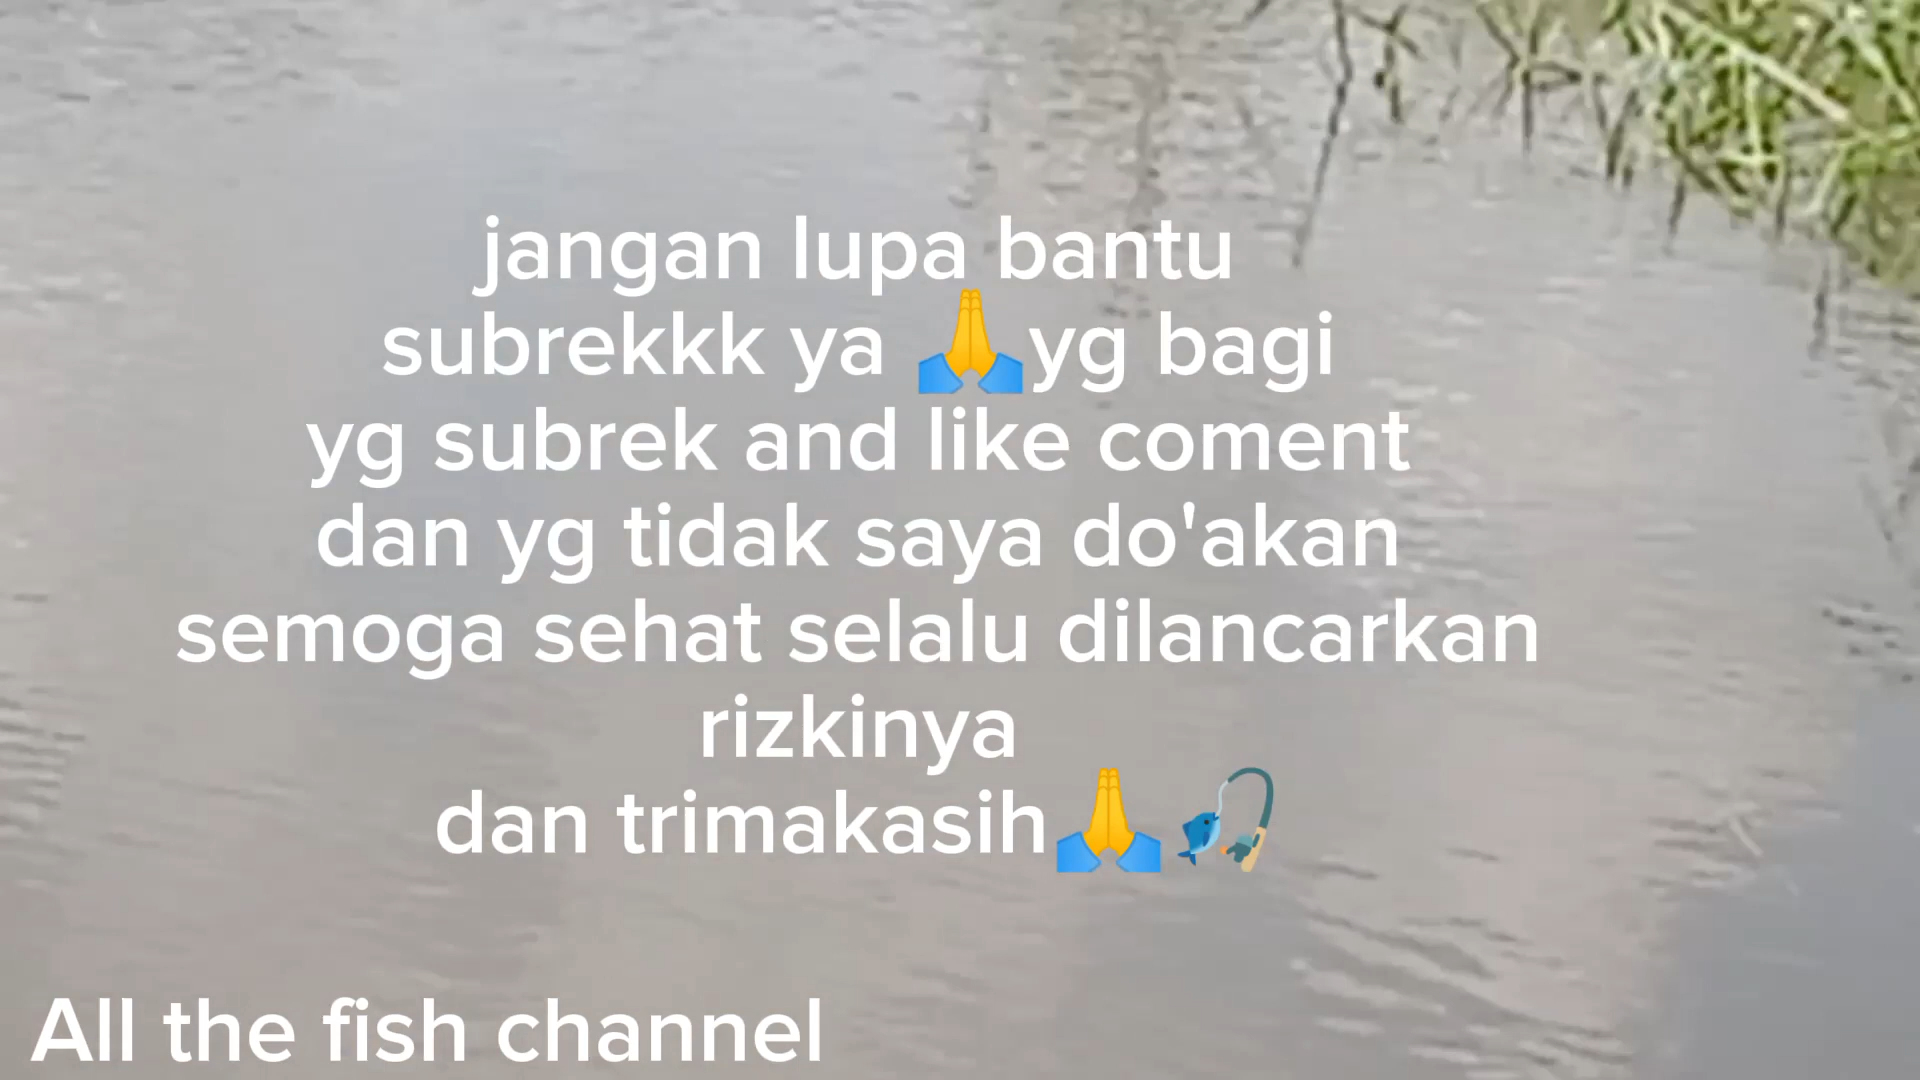 jangan lupa bantu
subrekkk ya 🙏yg bagi
yg subrek and like coment
dan yg tidak saya do'akan
semoga sehat selalu dilancarkan
rizkinya
dan trimakasih🙏🎣
All the fish channel